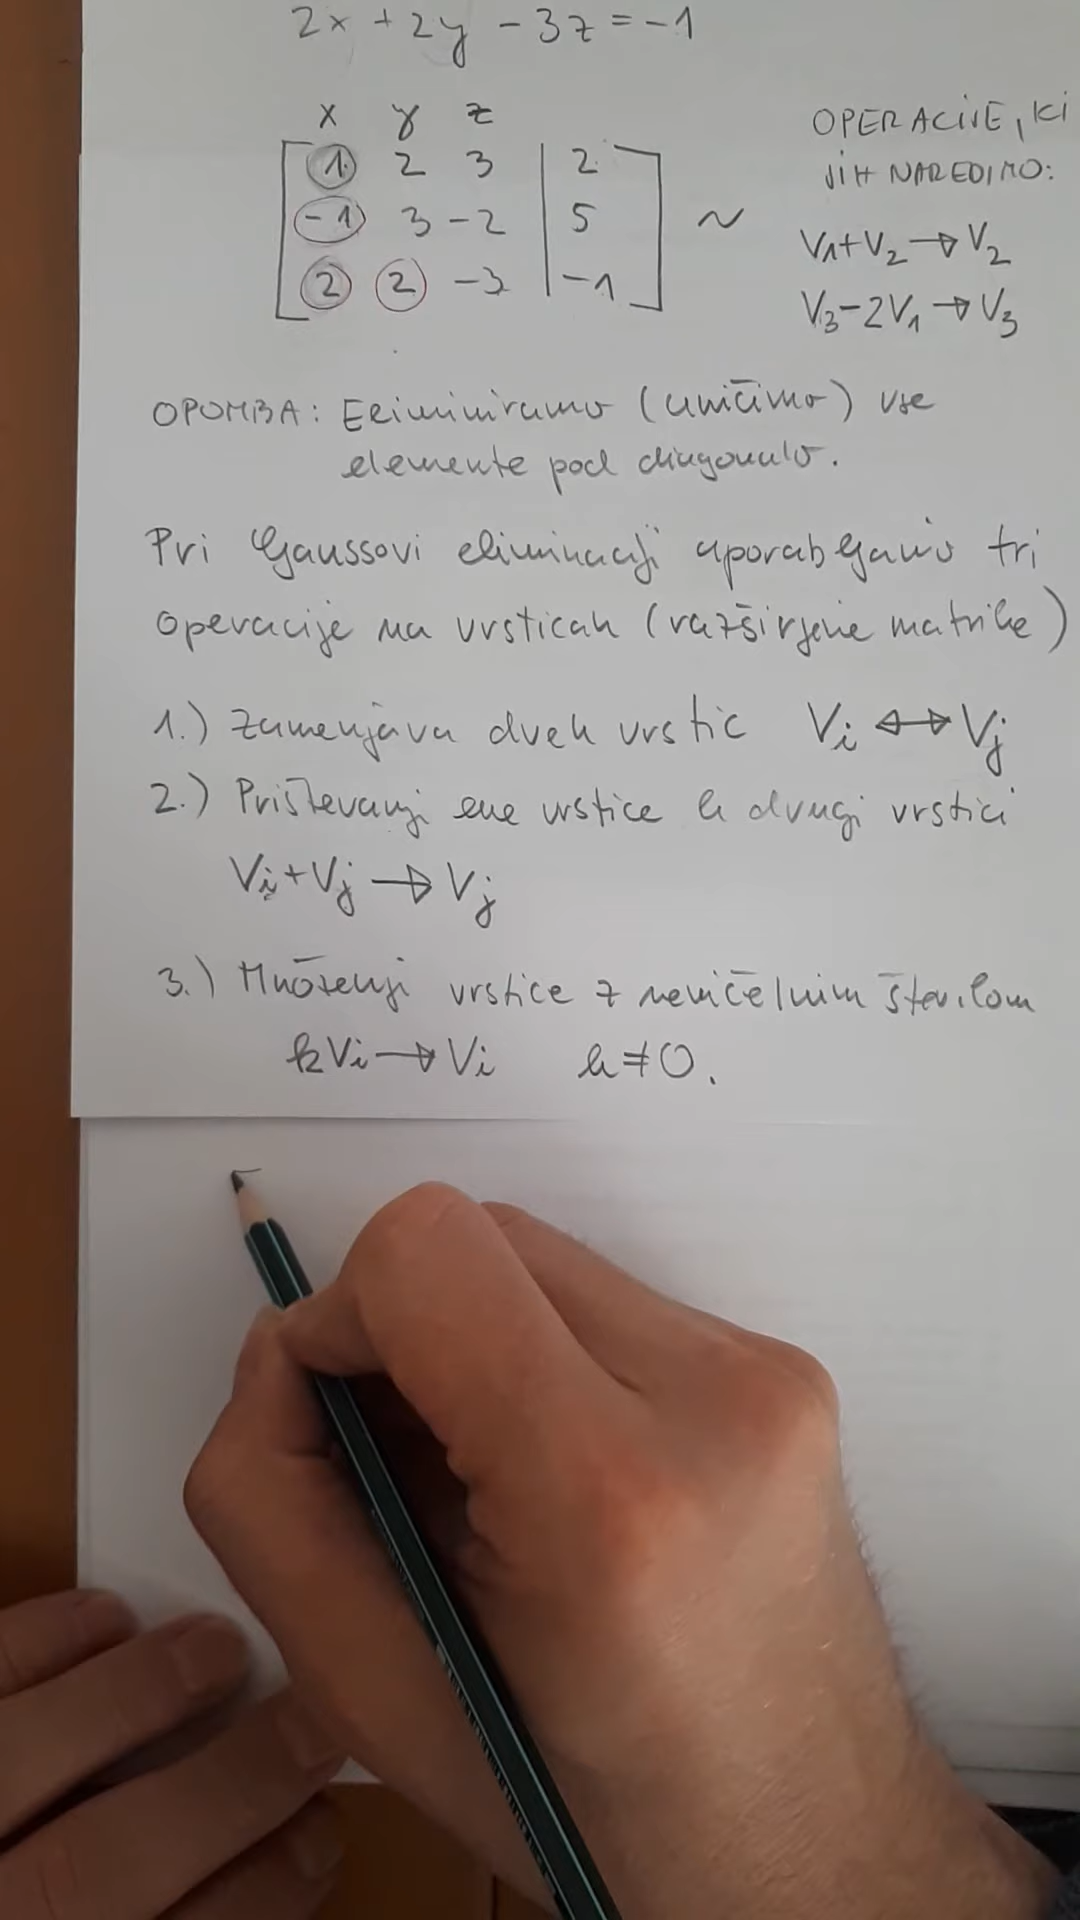 2x + 2y - 3z = -1
x y z
1 2 3 | 2
-1 3 -2 | 5 ~
2 2 -3 | -1
OPERACIJE, KI
JIH NAREDIMO:
V₁+V₂→V₂
V₃-2V₁→V₃
OPOMBA: Eliminiramo (uničimo) vse
elemente pod diagonalo.
Pri Gaussovi eliminaciji uporabljamo tri
operacije na vrsticah (razširjene matrike)
1.) Zamenjava dveh vrstic Vi ↔ Vj
2.) Prištevanje ene vrstice k drugi vrstici
Vi+Vj → Vj
3.) Množenje vrstice z neničelnim številom
kVi→Vi k≠0.